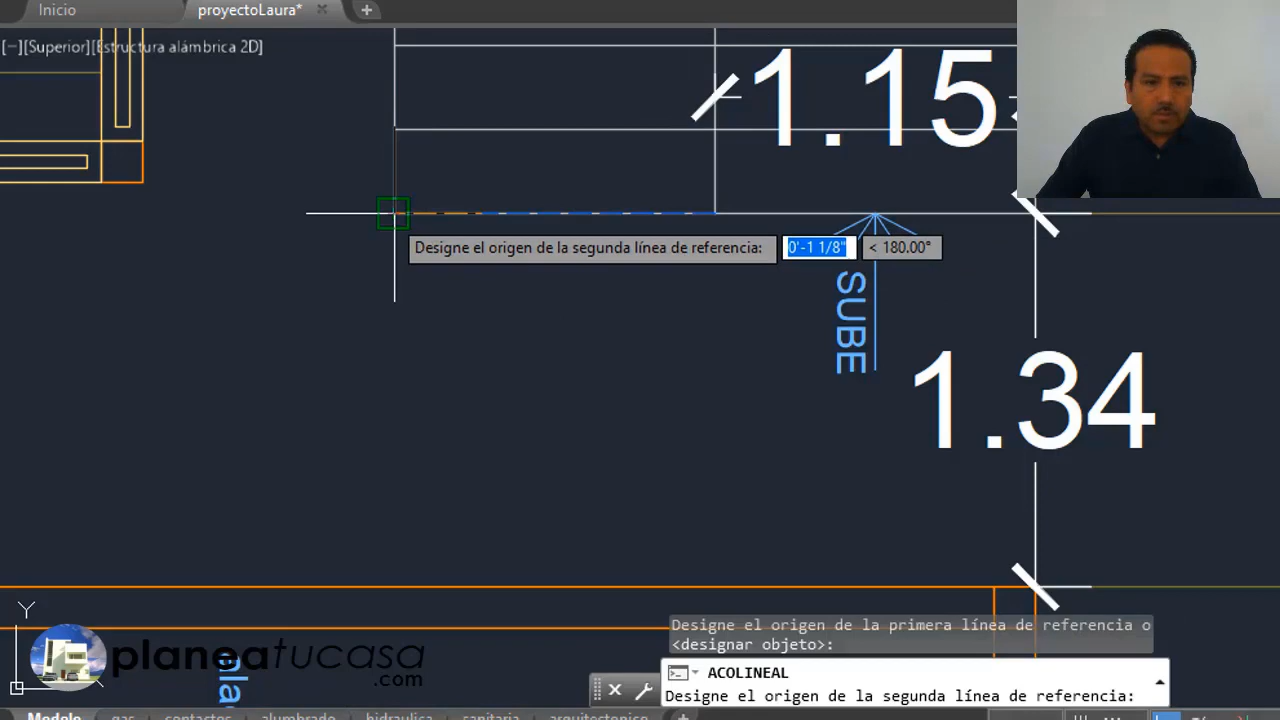 Inicio
proyectoLaura*
[−][Superior][Estructura alámbrica 2D]
1.15
Designe el origen de la segunda línea de referencia:
0'-1 1/8"
< 180.00°
SUBE
1.34
Y
planeatucasa
.com
Designe el origen de la primera línea de referencia o
<designar objeto>:
ACOLINEAL
Designe el origen de la segunda línea de referencia:
Modelo
gas
contactos
alumbrado
hidraulica
sanitaria
arquitectonico